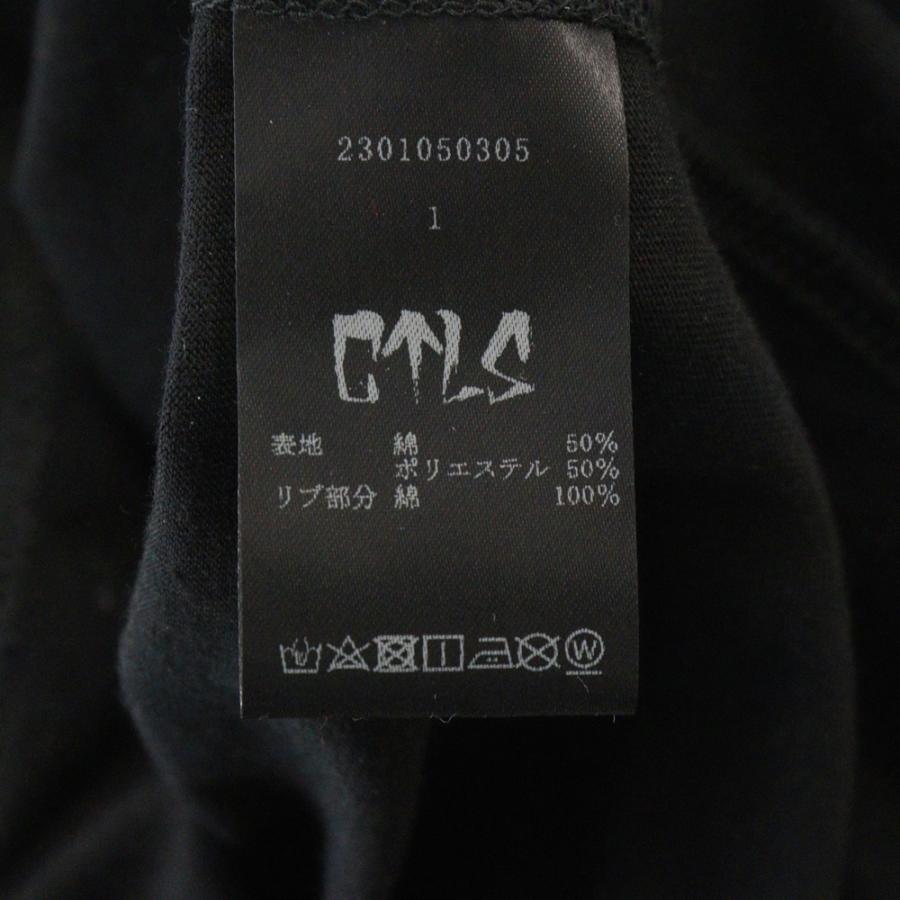 2301050305
1
CTLS
表地 綿 50%
ポリエステル 50%
リブ部分 綿 100%
W